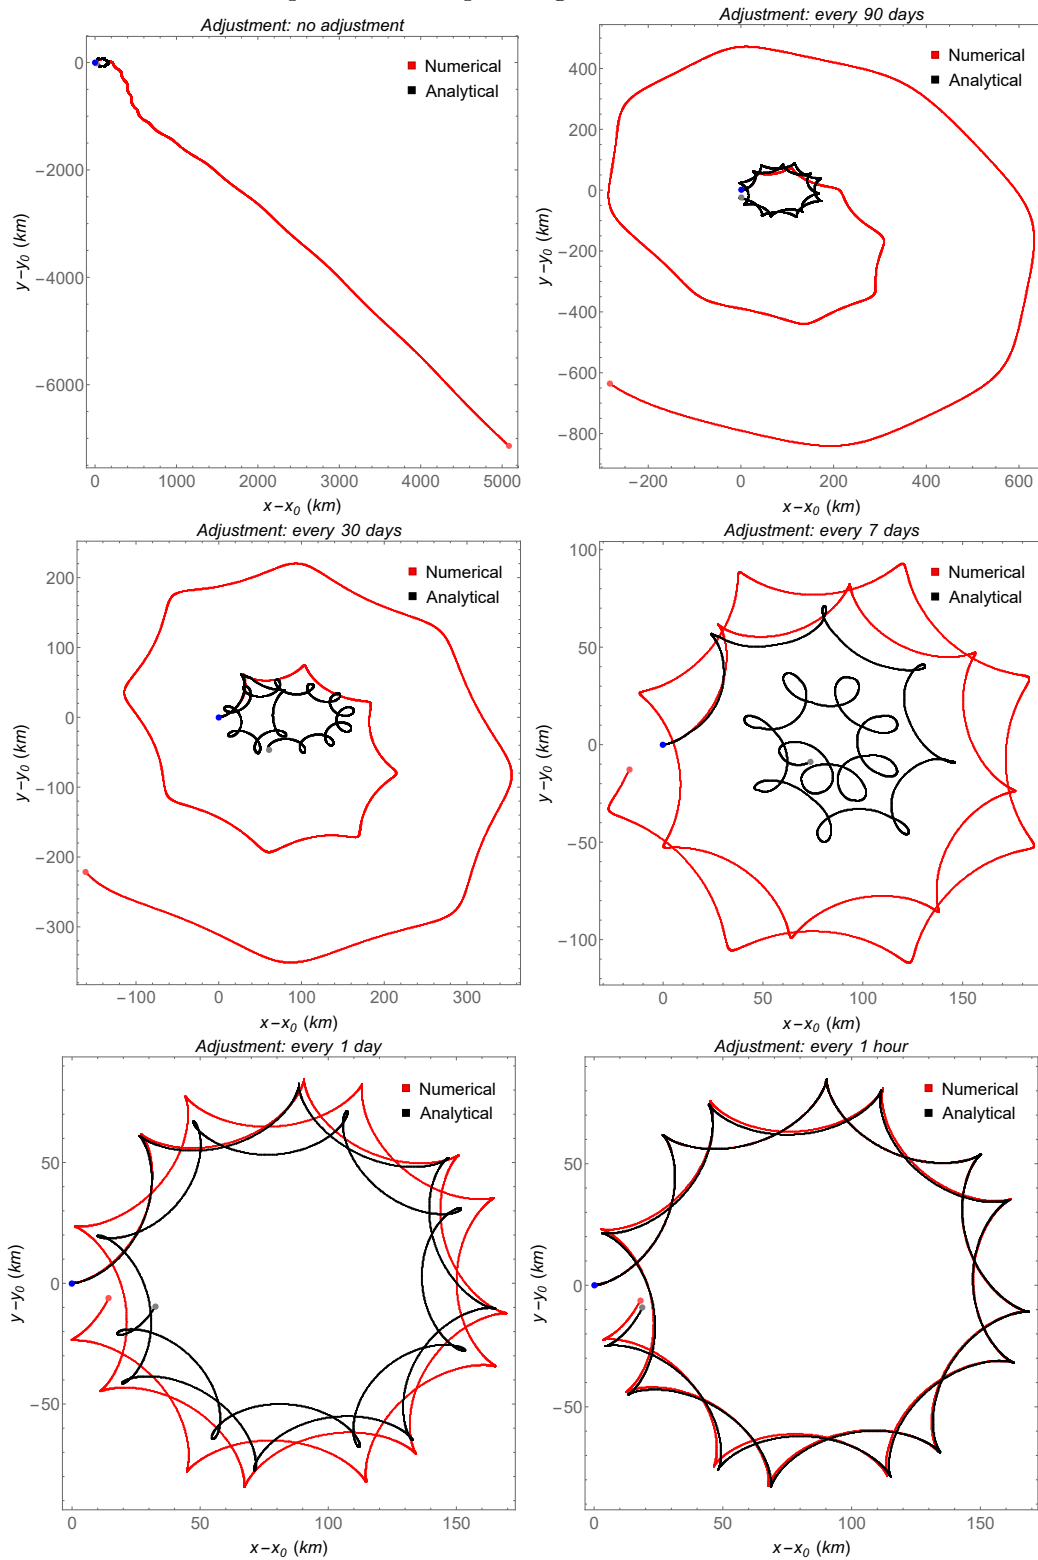 Adjustment: no adjustment
0
−2000
−4000
−6000
y−y0 (km)
Numerical
Analytical
0 1000 2000 3000 4000 5000
x−x0 (km)
Adjustment: every 90 days
400
200
0
−200
−400
−600
−800
y−y0 (km)
Numerical
Analytical
−200 0 200 400 600
x−x0 (km)
Adjustment: every 30 days
200
100
0
−100
−200
−300
y−y0 (km)
Numerical
Analytical
−100 0 100 200 300
x−x0 (km)
Adjustment: every 7 days
100
50
0
−50
−100
y−y0 (km)
Numerical
Analytical
0 50 100 150
x−x0 (km)
Adjustment: every 1 day
50
0
−50
y−y0 (km)
Numerical
Analytical
0 50 100 150
x−x0 (km)
Adjustment: every 1 hour
50
0
−50
y−y0 (km)
Numerical
Analytical
0 50 100 150
x−x0 (km)